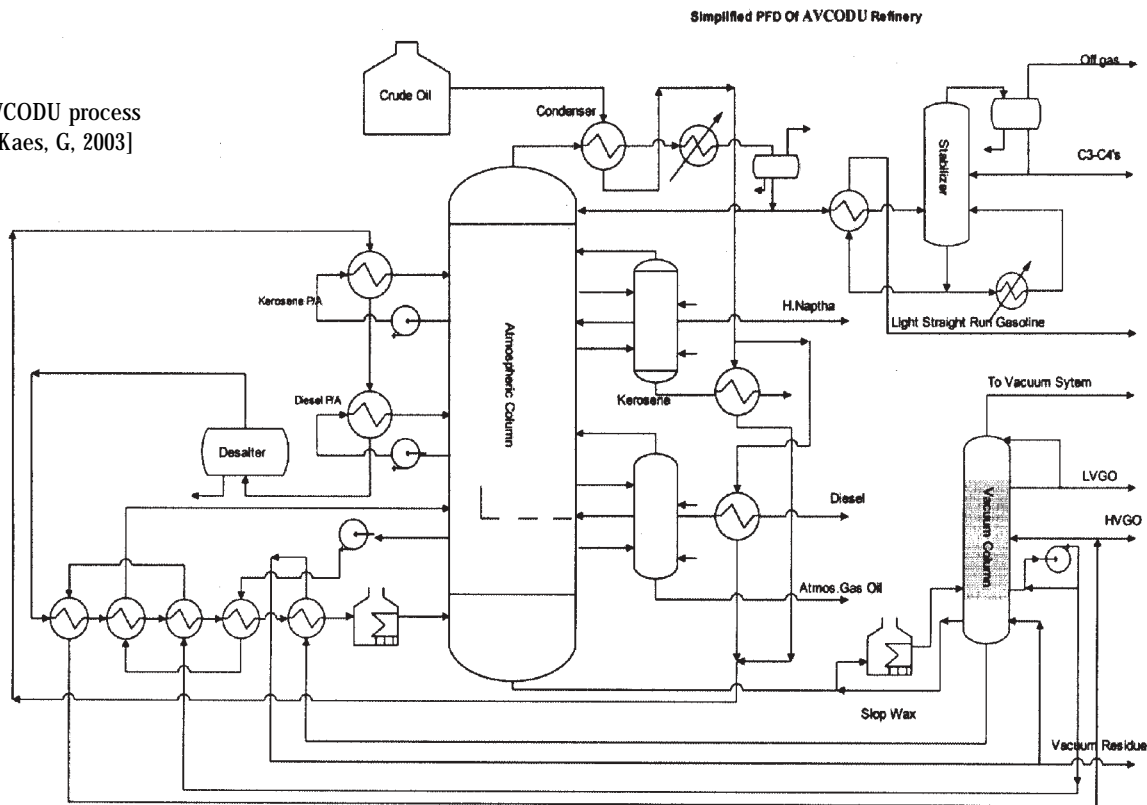 Simplified PFD Of AVCODU Refinery
VCODU process
Kaes, G, 2003]
Crude Oil
Condenser
Off gas
C3-C4's
Stabilizer
Light Straight Run Gasoline
Kerosene P/A
Diesel P/A
Desalter
Atmospheric Column
H.Naptha
Kerosene
Diesel
Atmos.Gas Oil
To Vacuum Sytem
LVGO
HVGO
Vacuum Column
Slop Wax
Vacuum Residue